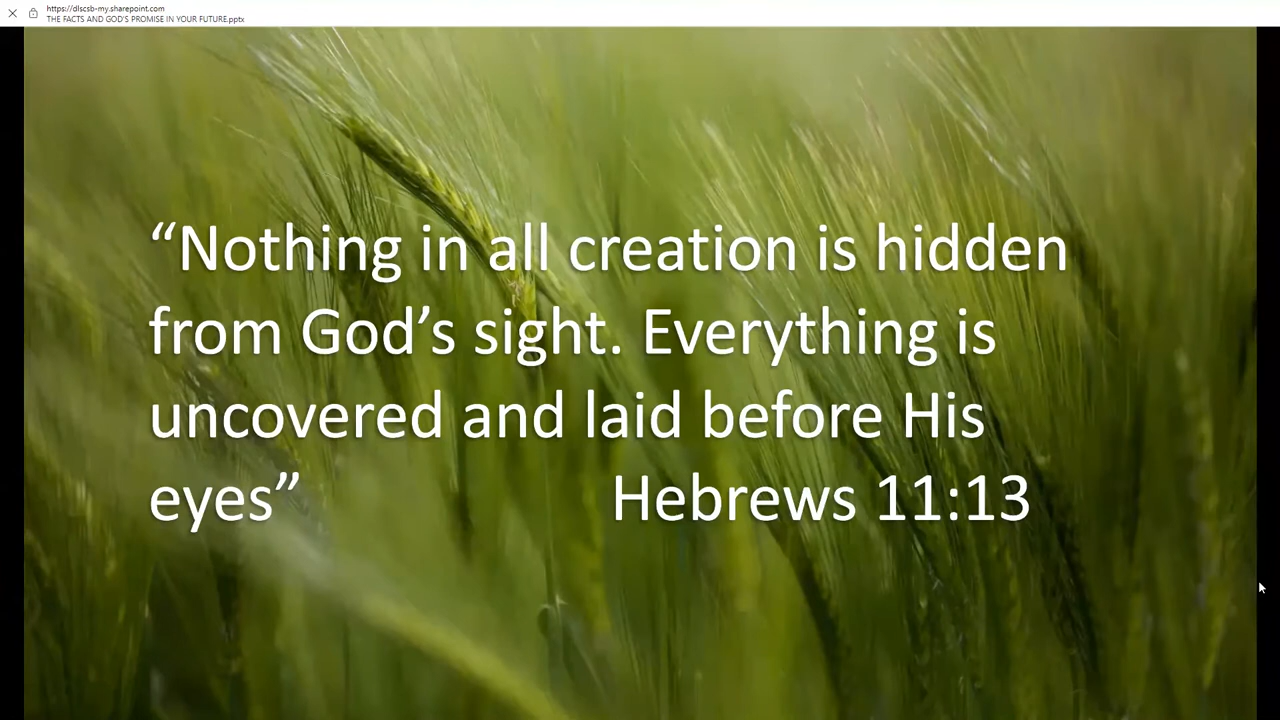 https://dlscsb-my.sharepoint.com
THE FACTS AND GOD'S PROMISE IN YOUR FUTURE.pptx
“Nothing in all creation is hidden
from God’s sight. Everything is
uncovered and laid before His
eyes” Hebrews 11:13